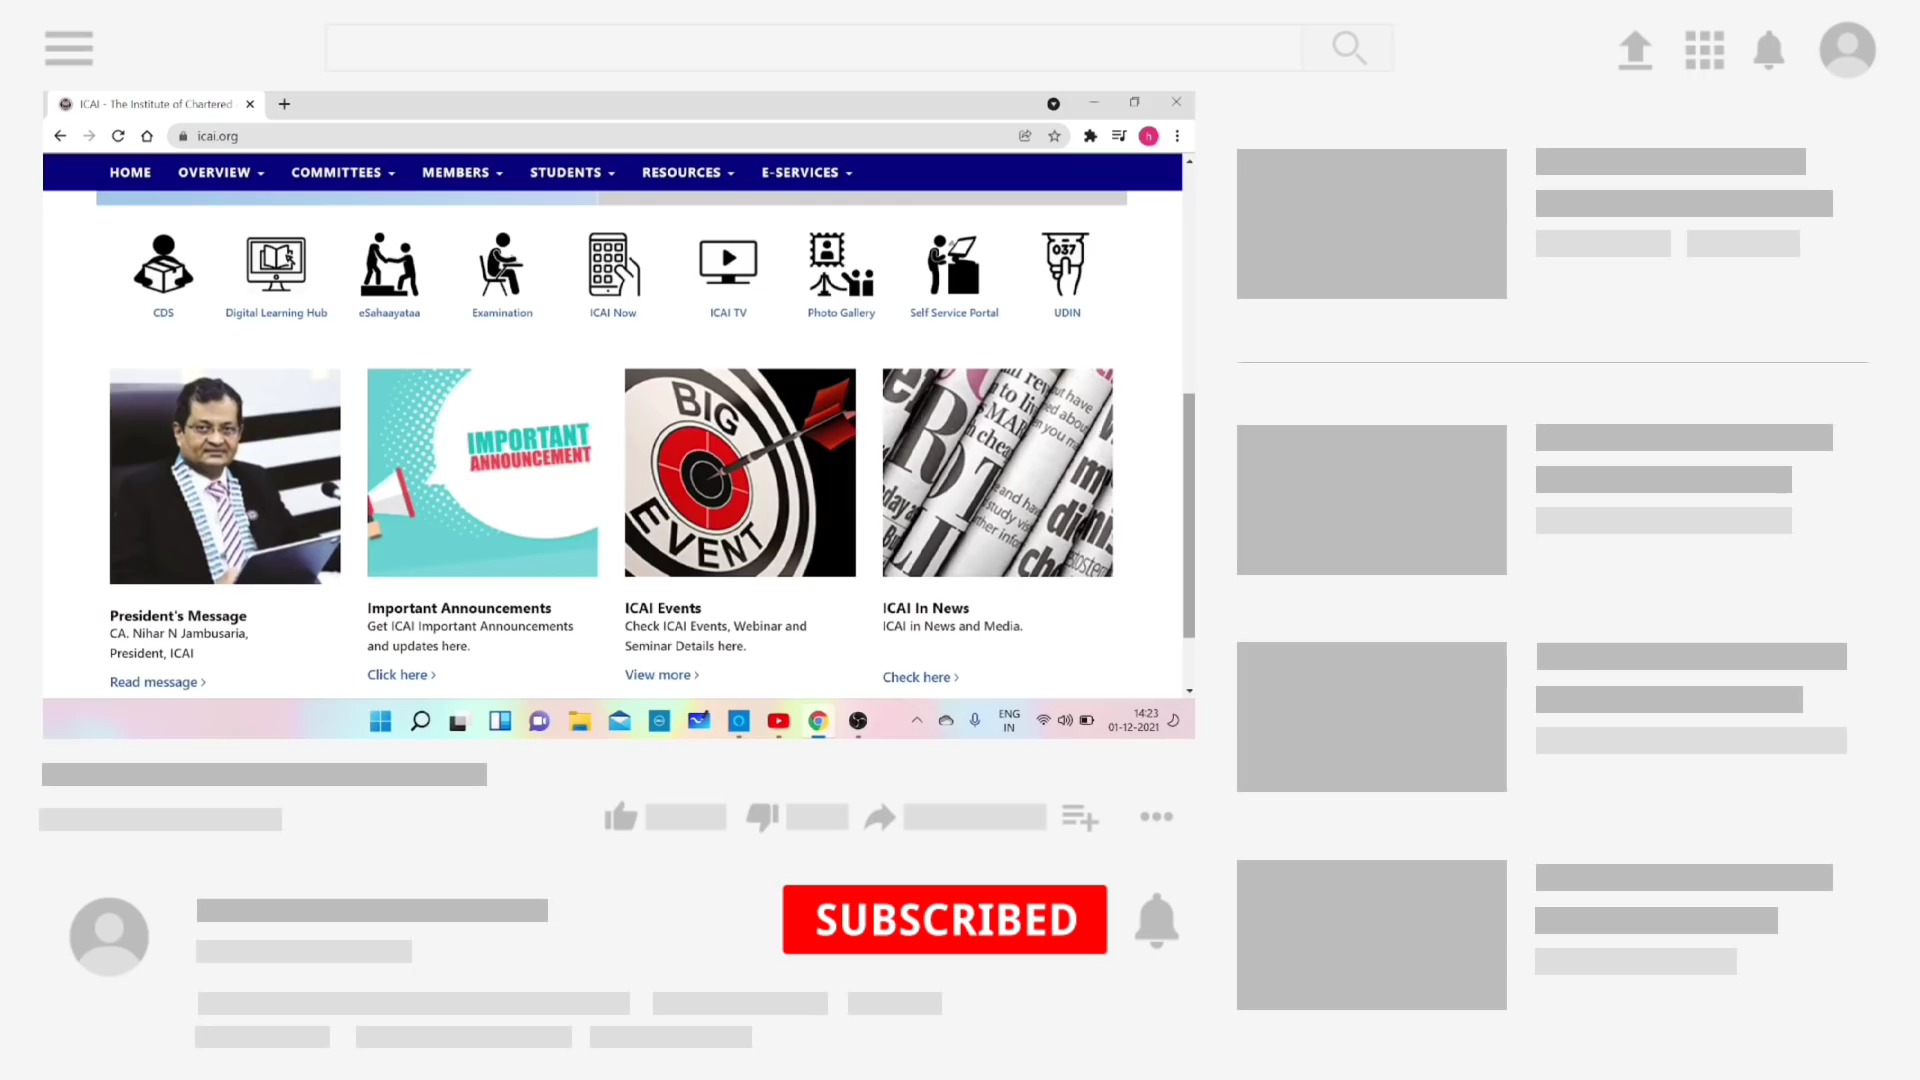 ICAI - The Institute of Chartered
icai.org
h
HOME OVERVIEW COMMITTEES MEMBERS STUDENTS RESOURCES E-SERVICES
037
CDS Digital Learning Hub eSahaayataa Examination ICAI Now ICAI TV Photo Gallery Self Service Portal UDIN
IMPORTANT
ANNOUNCEMENT
BIG
EVENT
President's Message
CA. Nihar N Jambusaria,
President, ICAI
Read message >
Important Announcements
Get ICAI Important Announcements
and updates here.
Click here >
ICAI Events
Check ICAI Events, Webinar and
Seminar Details here.
View more >
ICAI In News
ICAI in News and Media.
Check here >
ENG
IN
14:23
01-12-2021
SUBSCRIBED